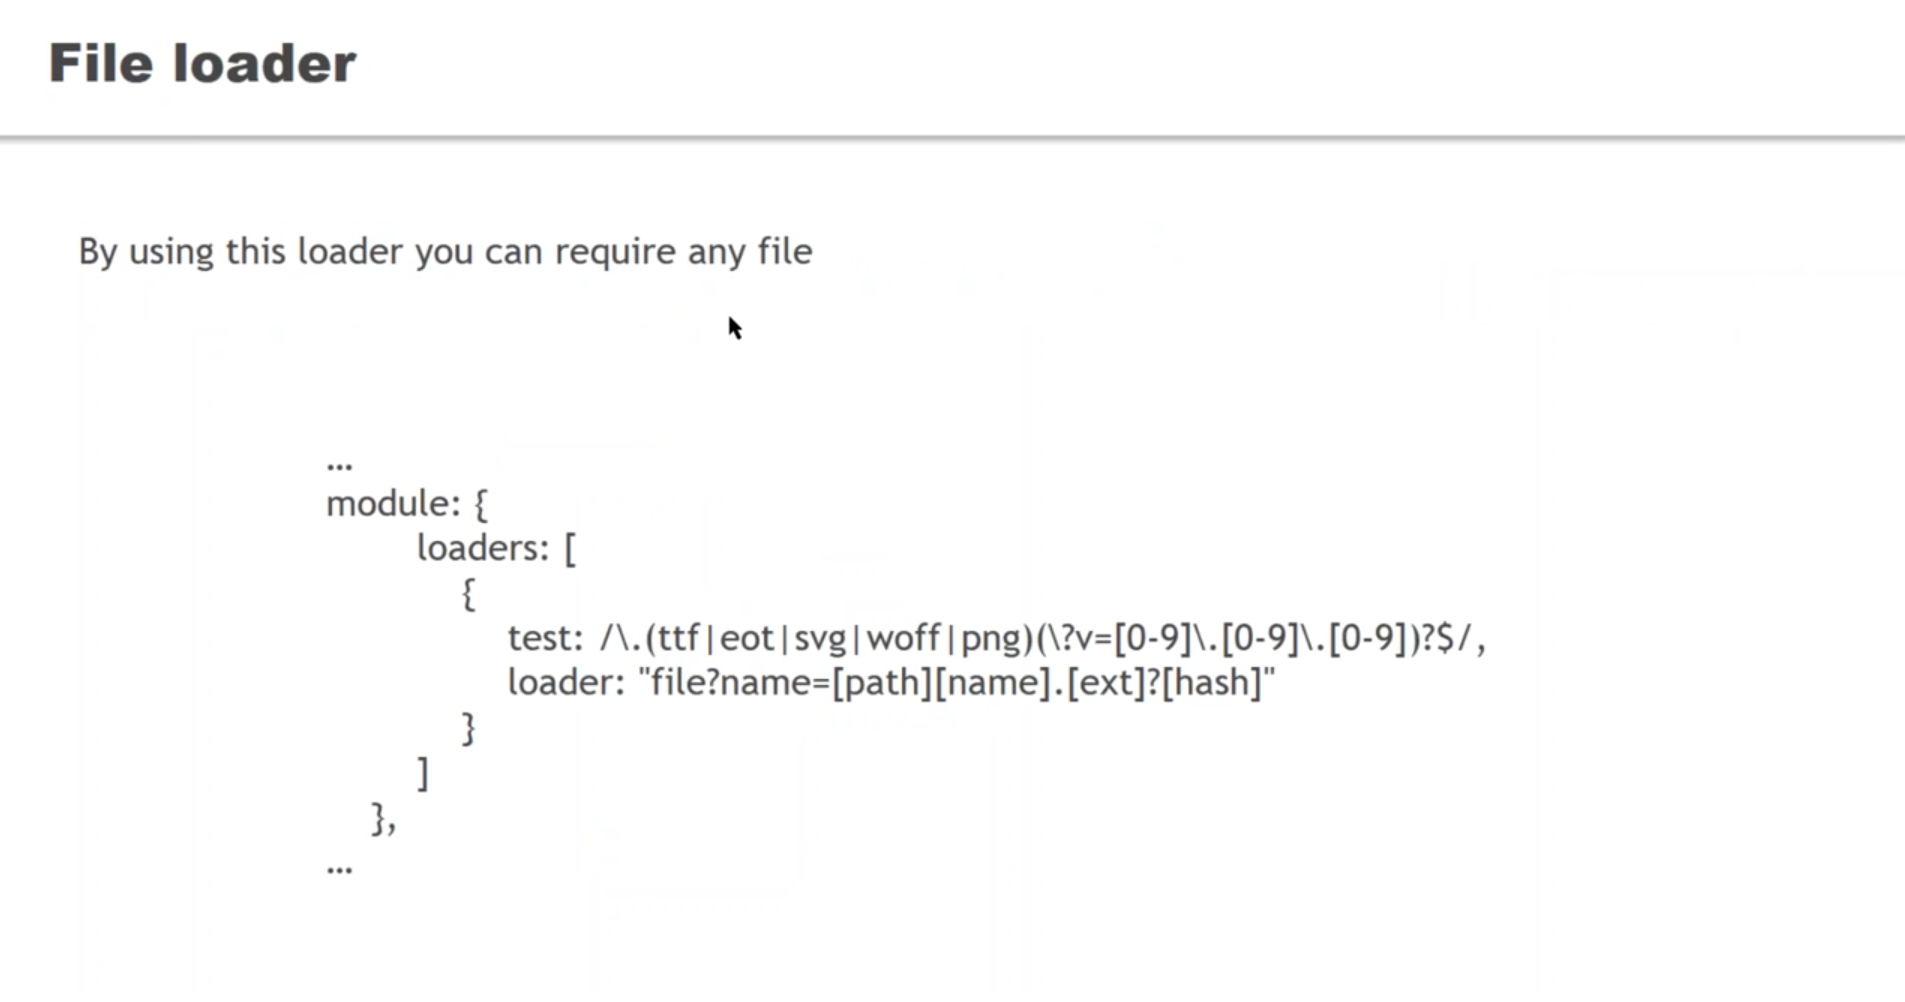 File loader
By using this loader you can require any file
...
module: {
loaders: [
{
test: /\.(ttf|eot|svg|woff|png)(\?v=[0-9]\.[0-9]\.[0-9])?$/,
loader: "file?name=[path][name].[ext]?[hash]"
}
]
},
...